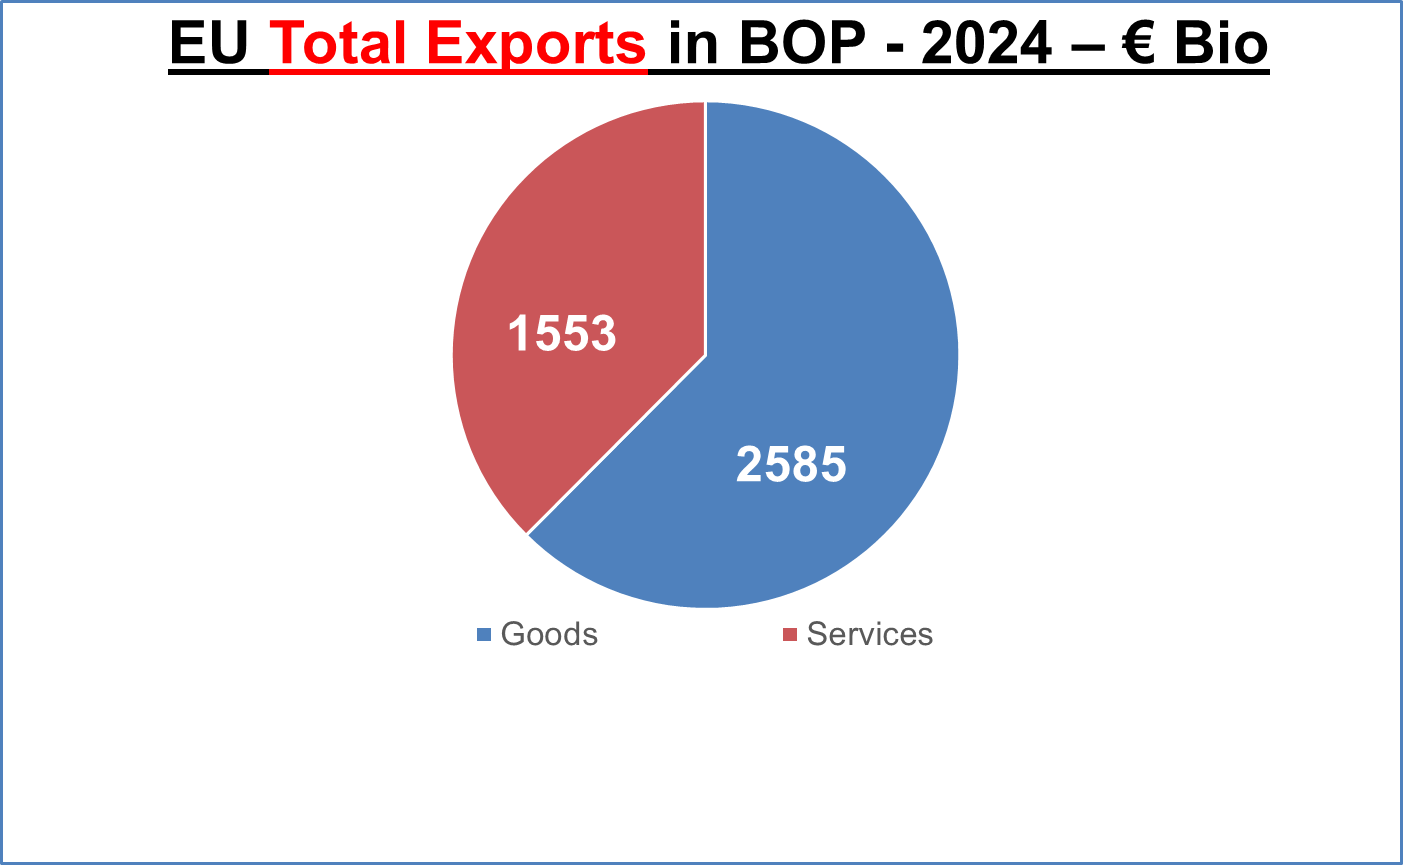 EU Total Exports in BOP - 2024 – € Bio
1553
2585
Goods
Services